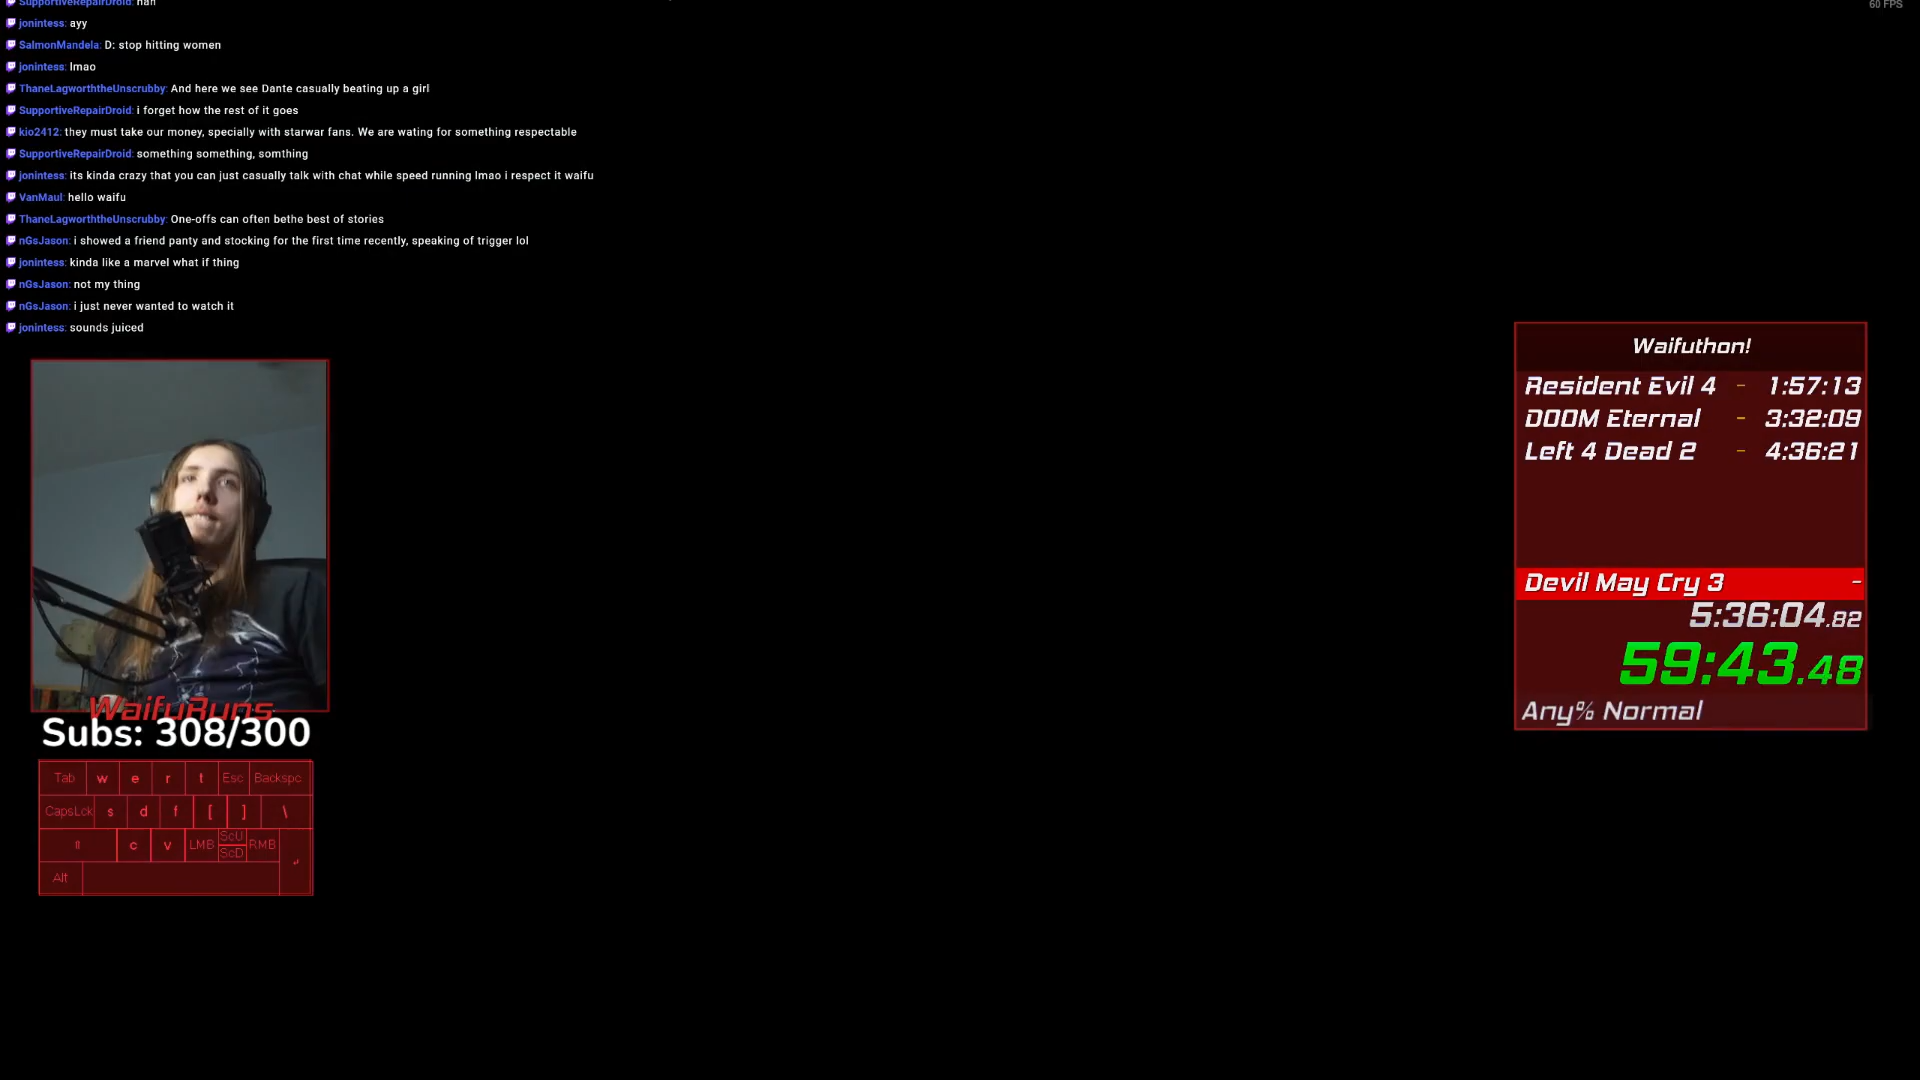 SupportiveRepairDroid: nah
60 FPS
jonintess: ayy
SalmonMandela: D: stop hitting women
jonintess: lmao
ThaneLagworththeUnscrubby: And here we see Dante casually beating up a girl
SupportiveRepairDroid: i forget how the rest of it goes
kio2412: they must take our money, specially with starwar fans. We are wating for something respectable
SupportiveRepairDroid: something something, somthing
jonintess: its kinda crazy that you can just casually talk with chat while speed running lmao i respect it waifu
VanMaul: hello waifu
ThaneLagworththeUnscrubby: One-offs can often bethe best of stories
nGsJason: i showed a friend panty and stocking for the first time recently, speaking of trigger lol
jonintess: kinda like a marvel what if thing
nGsJason: not my thing
nGsJason: i just never wanted to watch it
jonintess: sounds juiced
Waifuthon!
Resident Evil 4 - 1:57:13
DOOM Eternal - 3:32:09
Left 4 Dead 2 - 4:36:21
Devil May Cry 3 -
5:36:04.82
59:43.48
Any% Normal
WaifuRuns
Subs: 308/300
Tab w e r t Esc Backspc
CapsLck s d f [ ] \
⇑ c v LMB ScU ScD RMB ↵
Alt